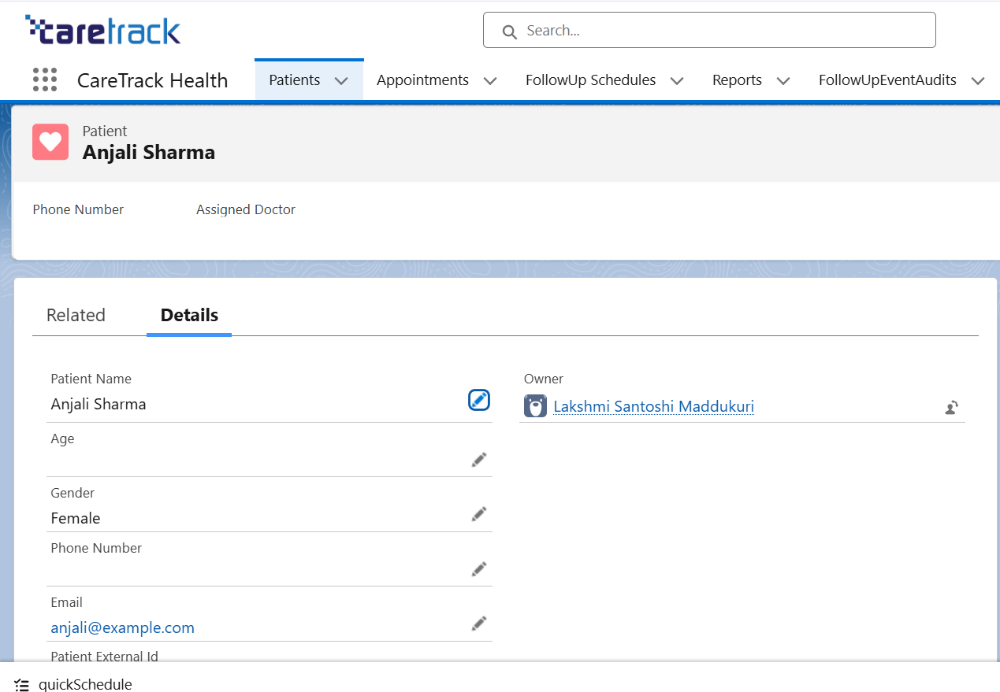 caretrack
Search...
CareTrack Health
Patients
Appointments
FollowUp Schedules
Reports
FollowUpEventAudits
Patient
Anjali Sharma
Phone Number
Assigned Doctor
Related
Details
Patient Name
Anjali Sharma
Owner
Lakshmi Santoshi Maddukuri
Age
Gender
Female
Phone Number
Email
anjali@example.com
Patient External Id
quickSchedule